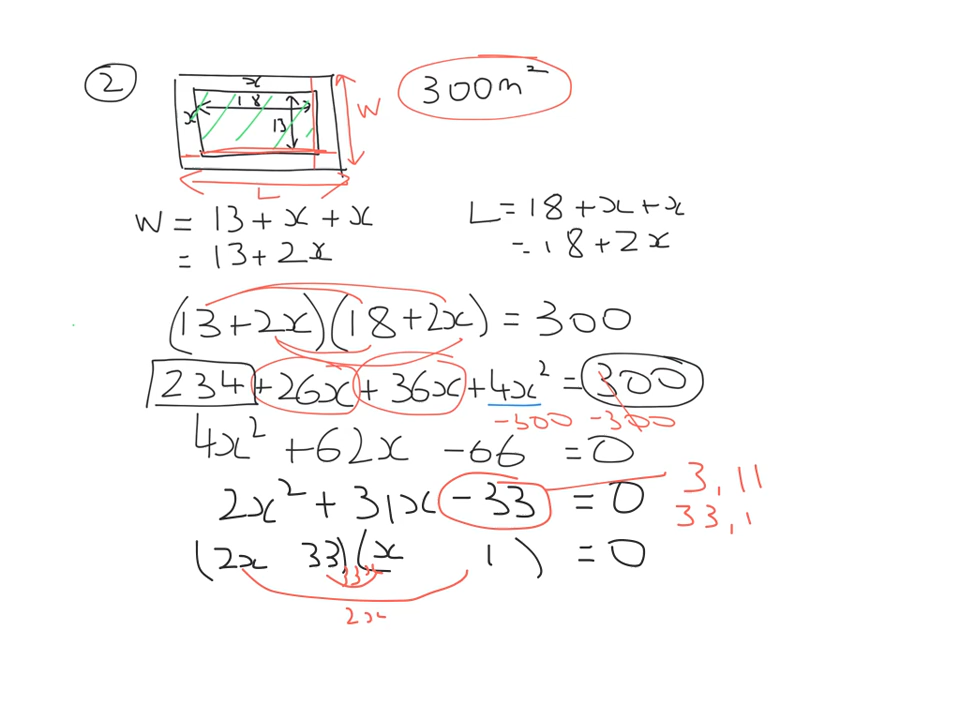 2
x
18
x
13
W
L
300m²
W = 13 + x + x
= 13 + 2x
L = 18 + x + x
= 18 + 2x
(13 + 2x)(18 + 2x) = 300
234 + 26x + 36x + 4x² = 300
-300 -300
4x² + 62x - 66 = 0
2x² + 31x - 33 = 0
3, 11
33, 1
(2x 33)(x 1) = 0
33x
2x